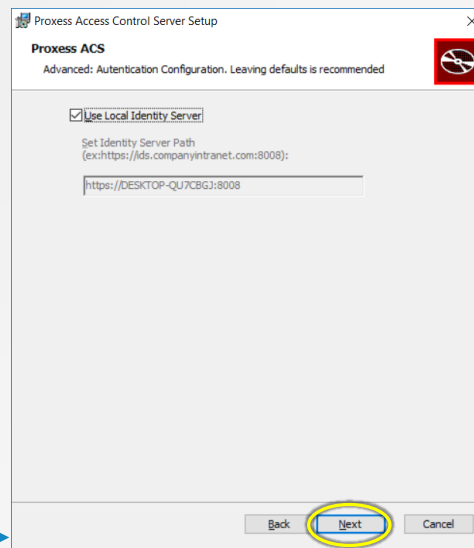 Proxess Access Control Server Setup
Proxess ACS
Advanced: Autentication Configuration. Leaving defaults is recommended
Use Local Identity Server
Set Identity Server Path
(ex:https://ids.companyintranet.com:8008):
https://DESKTOP-QU7CBGJ:8008
Back Next Cancel